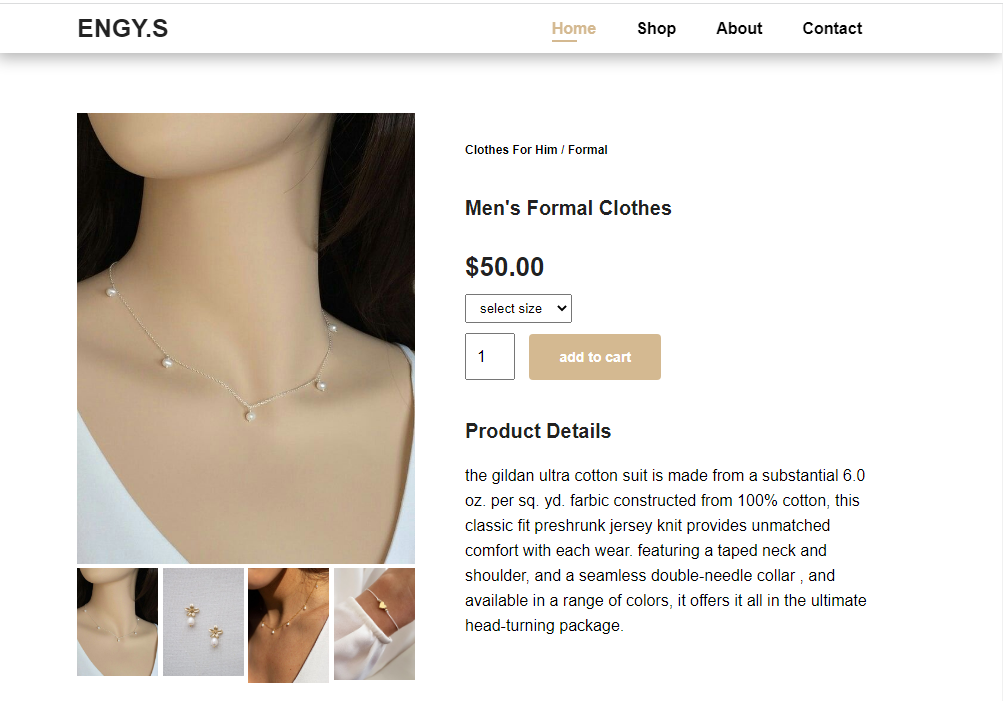 ENGY.S
Home Shop About Contact
Clothes For Him / Formal
Men's Formal Clothes
$50.00
select size
1
add to cart
Product Details
the gildan ultra cotton suit is made from a substantial 6.0
oz. per sq. yd. farbic constructed from 100% cotton, this
classic fit preshrunk jersey knit provides unmatched
comfort with each wear. featuring a taped neck and
shoulder, and a seamless double-needle collar , and
available in a range of colors, it offers it all in the ultimate
head-turning package.